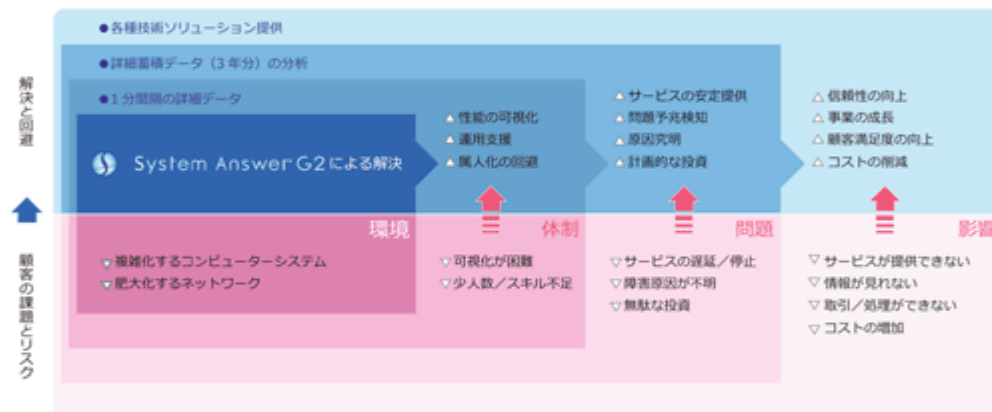 ●各種技術ソリューション提供
●詳細蓄積データ（3年分）の分析
●1分間隔の詳細データ
System Answer G2による解決
△ 性能の可視化
△ 運用支援
△ 属人化の回避
△ サービスの安定提供
△ 問題予兆検知
△ 原因究明
△ 計画的な投資
△ 信頼性の向上
△ 事業の成長
△ 顧客満足度の向上
△ コストの削減
解決と回避
顧客の課題とリスク
環境
▽ 複雑化するコンピューターシステム
▽ 肥大化するネットワーク
体制
▽ 可視化が困難
▽ 少人数／スキル不足
問題
▽ サービスの遅延／停止
▽ 障害原因が不明
▽ 無駄な投資
影響
▽ サービスが提供できない
▽ 情報が見れない
▽ 取引／処理ができない
▽ コストの増加